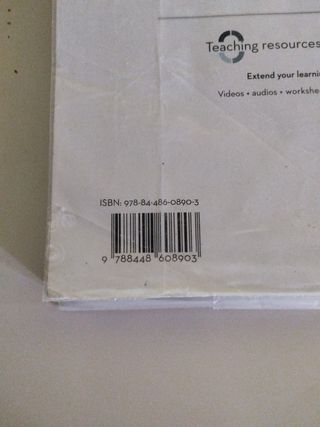 Teaching resources
Extend your learni
Videos • audios • workshe
ISBN: 978-84-486-0890-3
9 788448 608903